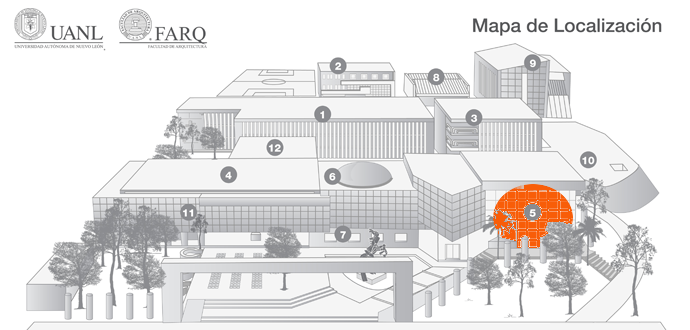 UANL
UNIVERSIDAD AUTÓNOMA DE NUEVO LEÓN
FARQ
FACULTAD DE ARQUITECTURA
Mapa de Localización
2
9
8
1
3
12
10
6
4
11
5
7